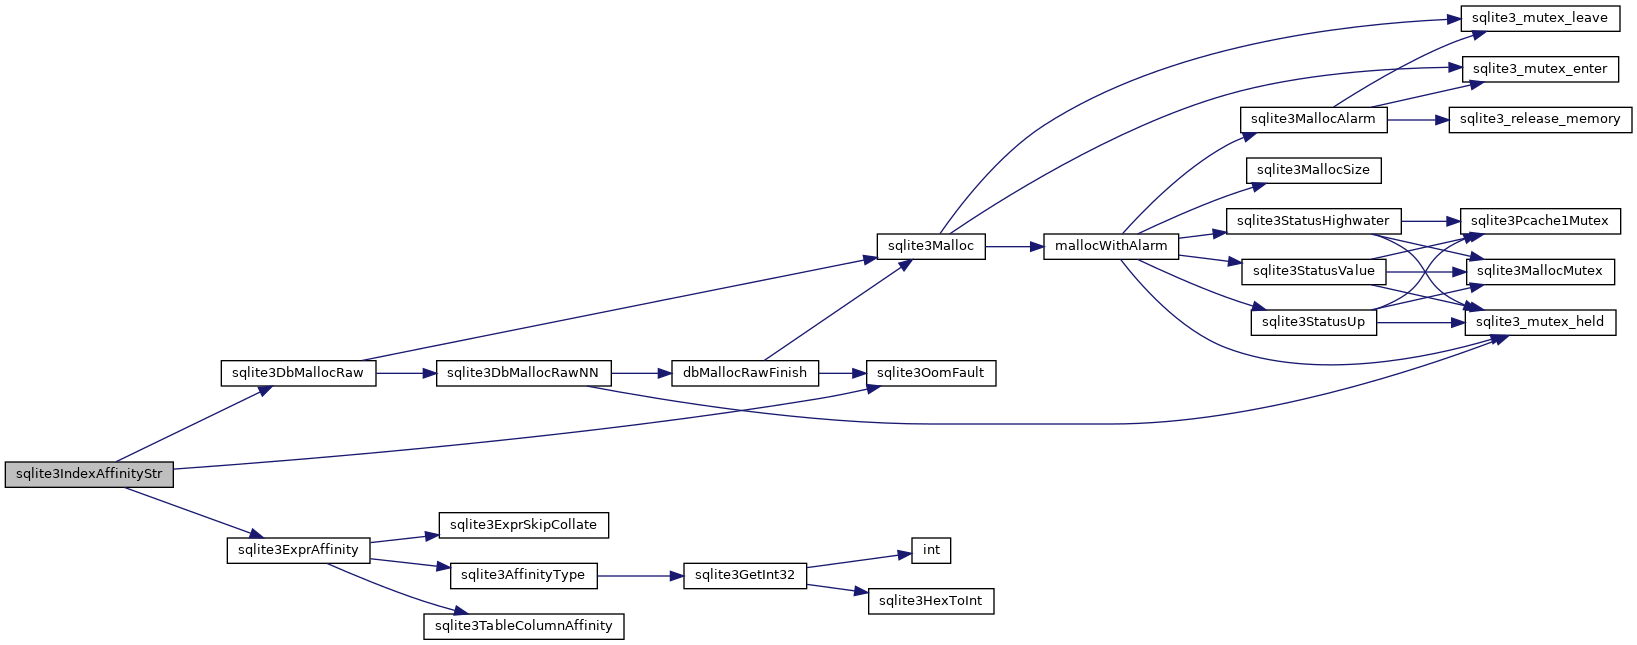 sqlite3_mutex_leave
sqlite3_mutex_enter
sqlite3MallocAlarm
sqlite3_release_memory
sqlite3MallocSize
sqlite3StatusHighwater
sqlite3Pcache1Mutex
sqlite3Malloc
mallocWithAlarm
sqlite3StatusValue
sqlite3MallocMutex
sqlite3StatusUp
sqlite3_mutex_held
sqlite3DbMallocRaw
sqlite3DbMallocRawNN
dbMallocRawFinish
sqlite3OomFault
sqlite3IndexAffinityStr
sqlite3ExprSkipCollate
sqlite3ExprAffinity
int
sqlite3AffinityType
sqlite3GetInt32
sqlite3HexToInt
sqlite3TableColumnAffinity